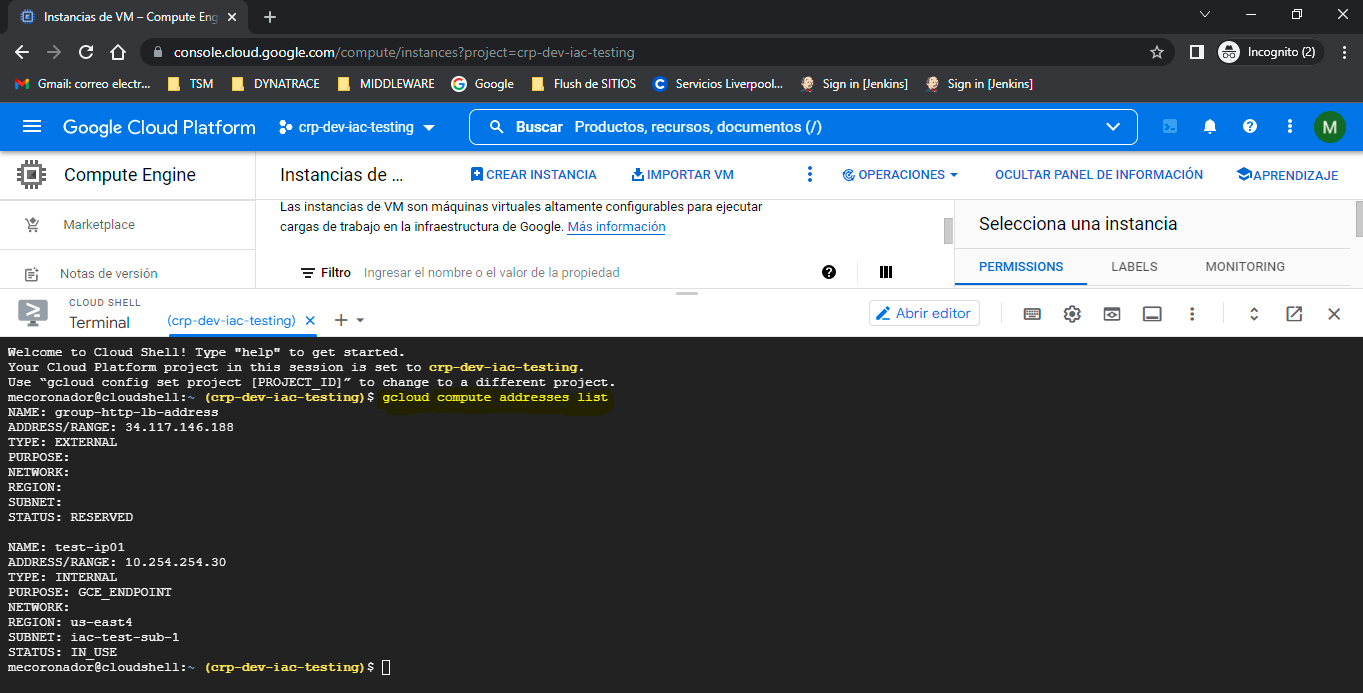 Instancias de VM – Compute Eng
console.cloud.google.com/compute/instances?project=crp-dev-iac-testing
Incognito (2)
Gmail: correo electr...
TSM
DYNATRACE
MIDDLEWARE
Google
Flush de SITIOS
Servicios Liverpool...
Sign in [Jenkins]
Sign in [Jenkins]
Google Cloud Platform
crp-dev-iac-testing
Buscar Productos, recursos, documentos (/)
M
Compute Engine
Instancias de ...
CREAR INSTANCIA
IMPORTAR VM
OPERACIONES
OCULTAR PANEL DE INFORMACIÓN
APRENDIZAJE
Marketplace
Notas de versión
Las instancias de VM son máquinas virtuales altamente configurables para ejecutar
cargas de trabajo en la infraestructura de Google. Más información
Filtro Ingresar el nombre o el valor de la propiedad
Selecciona una instancia
PERMISSIONS
LABELS
MONITORING
CLOUD SHELL
Terminal
(crp-dev-iac-testing)
Abrir editor
Welcome to Cloud Shell! Type "help" to get started.
Your Cloud Platform project in this session is set to crp-dev-iac-testing.
Use “gcloud config set project [PROJECT_ID]” to change to a different project.
mecoronador@cloudshell:~ (crp-dev-iac-testing)$ gcloud compute addresses list
NAME: group-http-lb-address
ADDRESS/RANGE: 34.117.146.188
TYPE: EXTERNAL
PURPOSE:
NETWORK:
REGION:
SUBNET:
STATUS: RESERVED
NAME: test-ip01
ADDRESS/RANGE: 10.254.254.30
TYPE: INTERNAL
PURPOSE: GCE_ENDPOINT
NETWORK:
REGION: us-east4
SUBNET: iac-test-sub-1
STATUS: IN_USE
mecoronador@cloudshell:~ (crp-dev-iac-testing)$